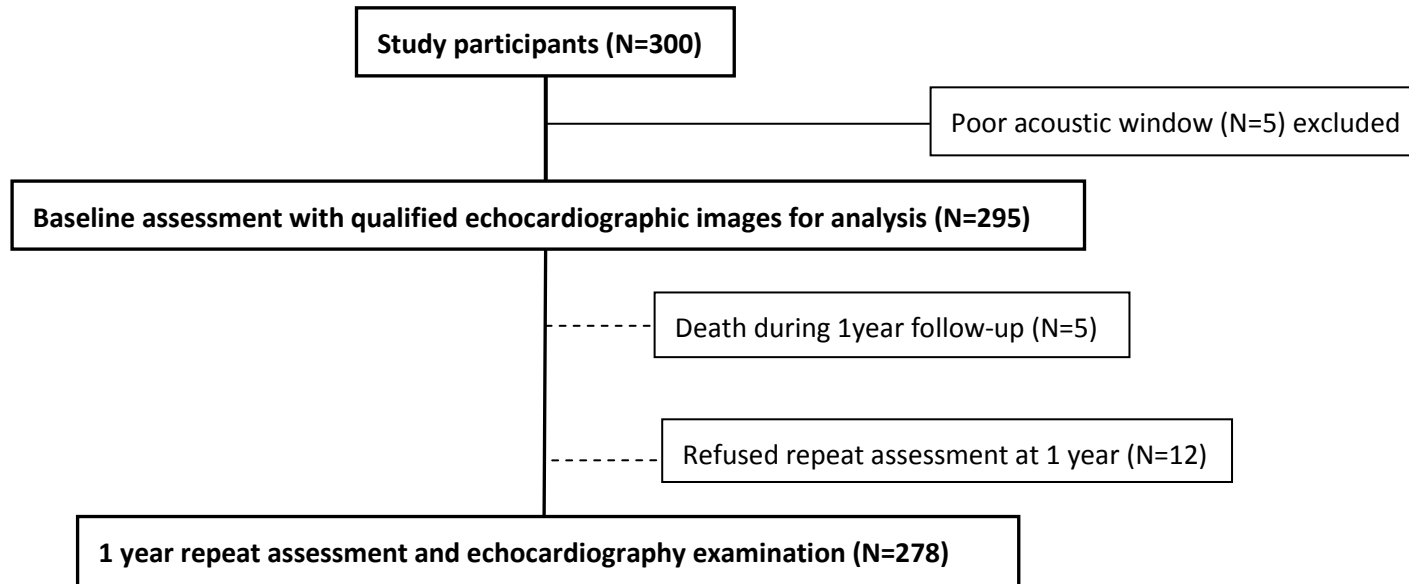 Study participants (N=300)
Poor acoustic window (N=5) excluded
Baseline assessment with qualified echocardiographic images for analysis (N=295)
Death during 1year follow-up (N=5)
Refused repeat assessment at 1 year (N=12)
1 year repeat assessment and echocardiography examination (N=278)